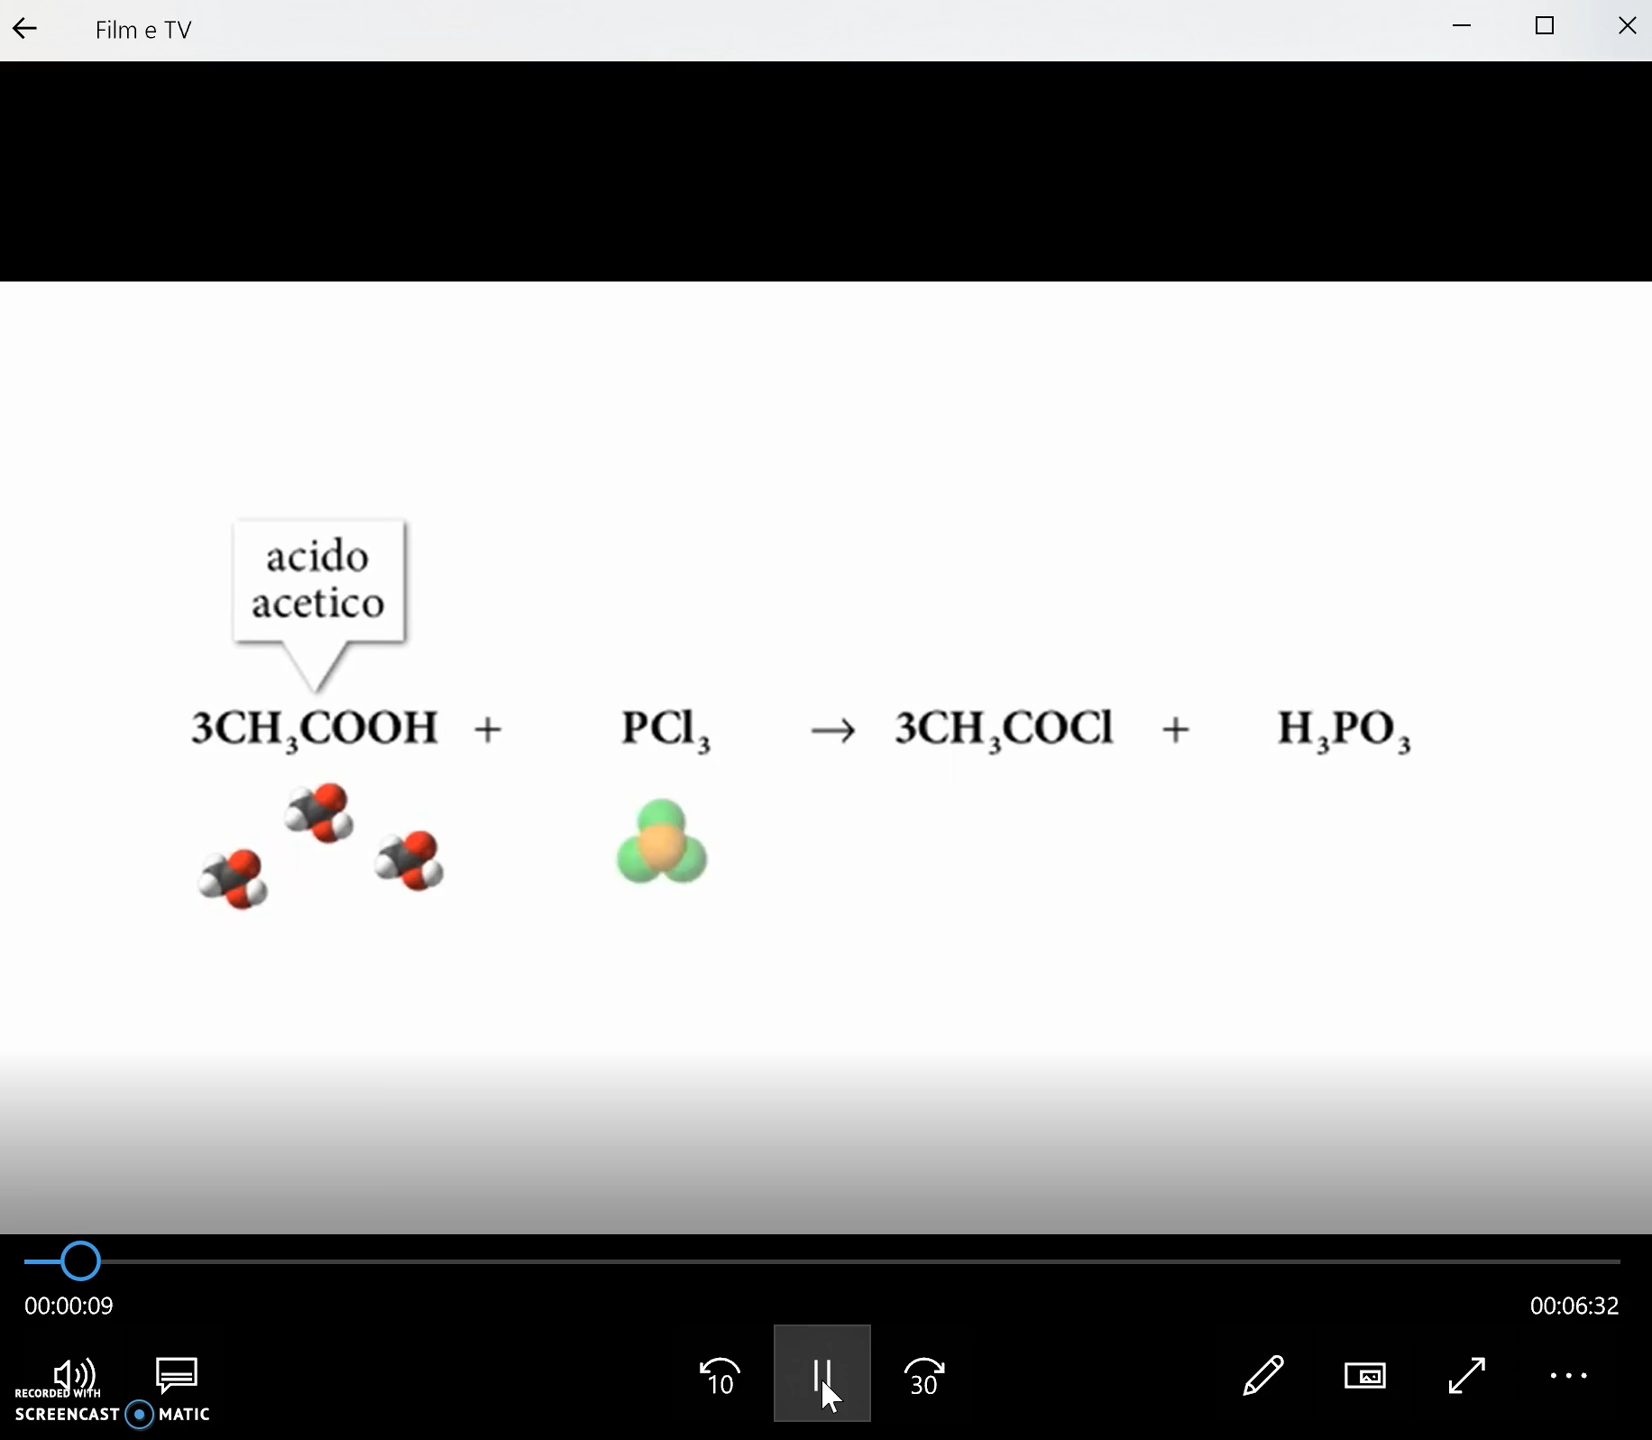 Film e TV
acido
acetico
3CH₃COOH + PCl₃ → 3CH₃COCl + H₃PO₃
00:00:09 00:06:32
10 30
RECORDED WITH
SCREENCAST MATIC